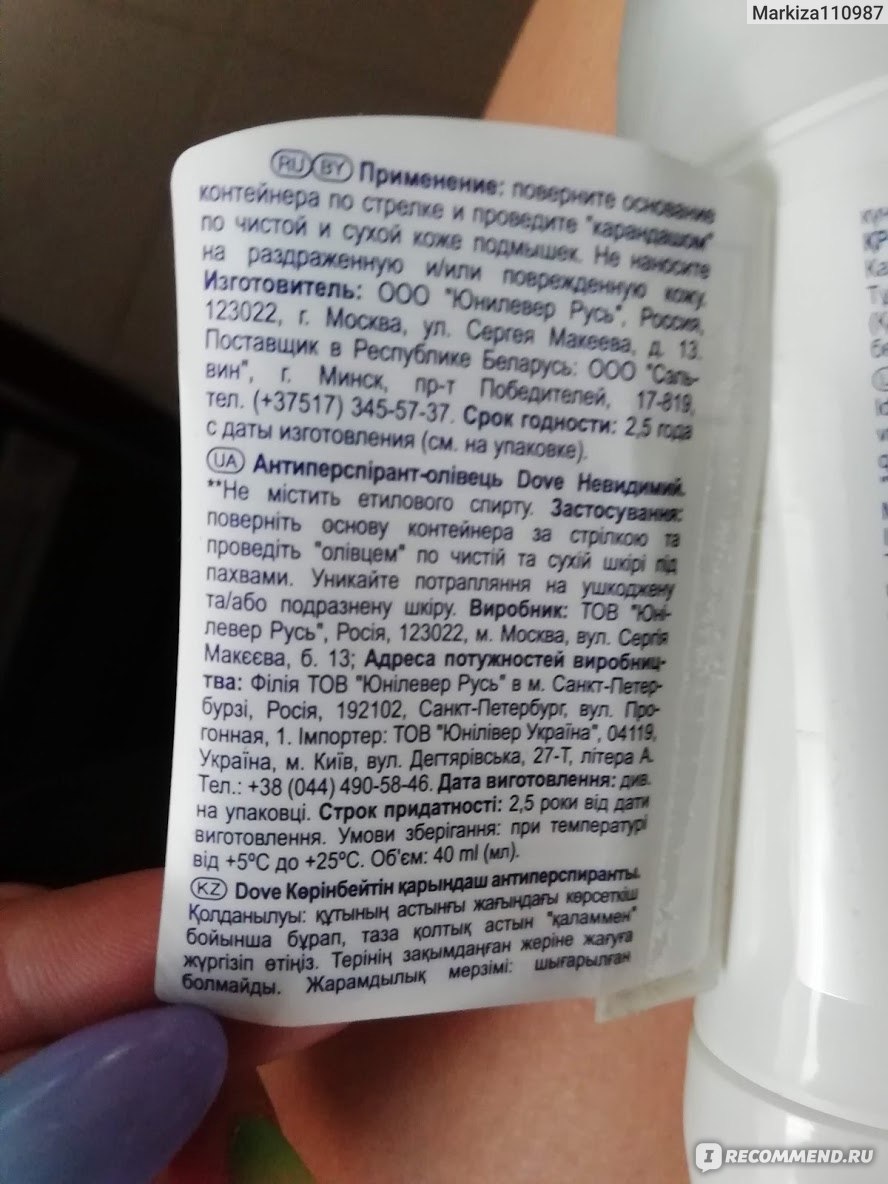 Markiza110987
RU BY Применение: поверните основание
контейнера по стрелке и проведите "карандашом"
по чистой и сухой коже подмышек. Не наносите
на раздраженную и/или поврежденную кожу.
Изготовитель: ООО "Юнилевер Русь", Россия,
123022, г. Москва, ул. Сергея Макеева, д. 13.
Поставщик в Республике Беларусь: ООО "Саль-
вин", г. Минск, пр-т Победителей, 17-819,
тел. (+37517) 345-57-37. Срок годности: 2,5 года
с даты изготовления (см. на упаковке).
UA Антиперспірант-олівець Dove Невидимий.
**Не містить етилового спирту. Застосування:
поверніть основу контейнера за стрілкою та
проведіть "олівцем" по чистій та сухій шкірі під
пахвами. Уникайте потрапляння на ушкоджену
та/або подразнену шкіру. Виробник: ТОВ "Юні-
левер Русь", Росія, 123022, м. Москва, вул. Сергія
Макєєва, б. 13; Адреса потужностей виробниц-
тва: Філія ТОВ "Юнілевер Русь" в м. Санкт-Петер-
бурзі, Росія, 192102, Санкт-Петербург, вул. Про-
гонная, 1. Імпортер: ТОВ "Юнілівер Україна", 04119,
Україна, м. Київ, вул. Дегтярівська, 27-Т, літера А.
Тел.: +38 (044) 490-58-46. Дата виготовлення: див.
на упаковці. Строк придатності: 2,5 роки від дати
виготовлення. Умови зберігання: при температурі
від +5ºС до +25ºС. Об'єм: 40 ml (мл).
KZ Dove Көрінбейтін қарындаш антиперспиранты.
Қолданылуы: құтының астынғы жағындағы көрсеткіш
бойынша бұрап, таза қолтық астын "қаламмен"
жүргізіп өтіңіз. Терінің зақымданған жеріне жағуға
болмайды. Жарамдылық мерзімі: шығарылған
I RECOMMEND.RU